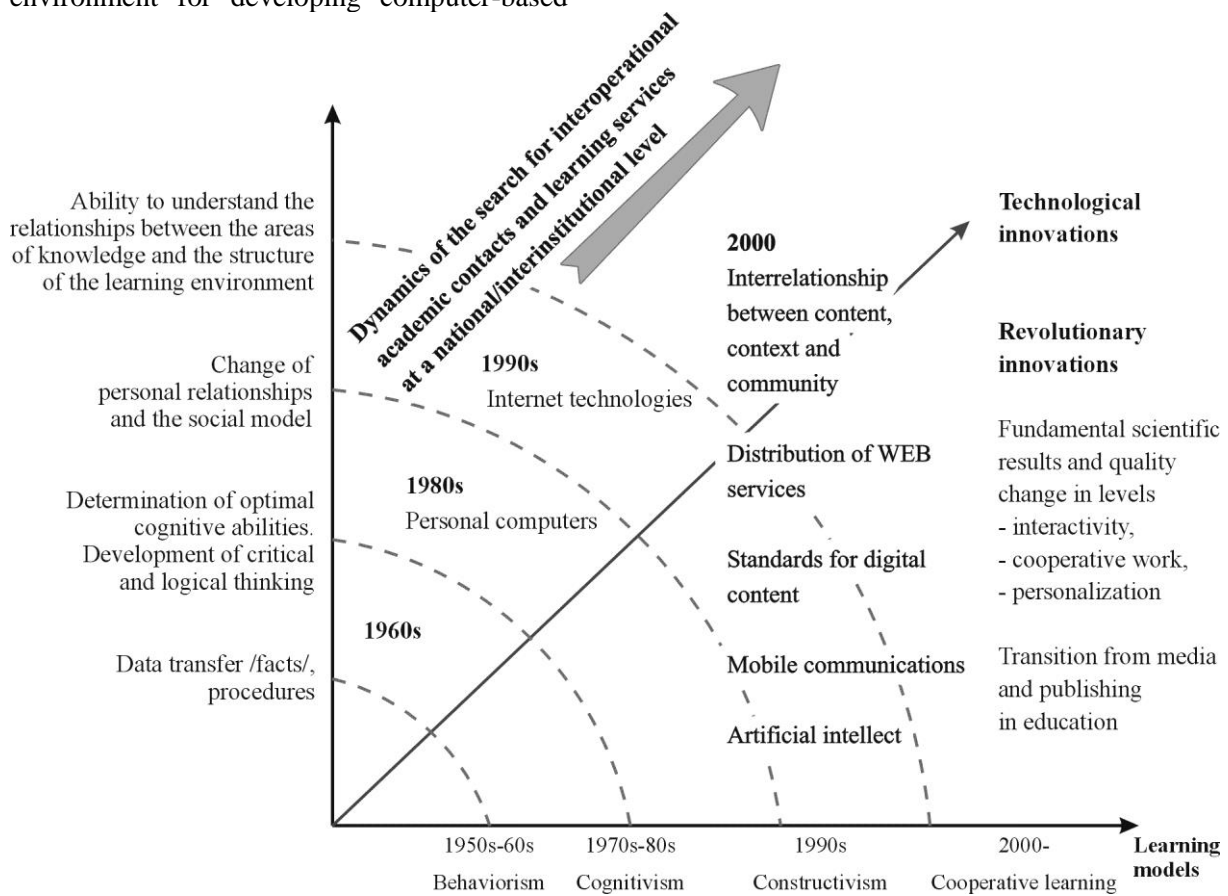 environment for developing computer-based
Dynamics of the search for interoperational
academic contacts and learning services
at a national/interinstitutional level
Ability to understand the
relationships between the areas
of knowledge and the structure
of the learning environment
Change of
personal relationships
and the social model
Determination of optimal
cognitive abilities.
Development of critical
and logical thinking
Data transfer /facts/,
procedures
1960s
1980s
Personal computers
1990s
Internet technologies
2000
Interrelationship
between content,
context and
community
Distribution of WEB
services
Standards for digital
content
Mobile communications
Artificial intellect
Technological
innovations
Revolutionary
innovations
Fundamental scientific
results and quality
change in levels
- interactivity,
- cooperative work,
- personalization
Transition from media
and publishing
in education
1950s-60s
Behaviorism
1970s-80s
Cognitivism
1990s
Constructivism
2000-
Cooperative learning
Learning
models